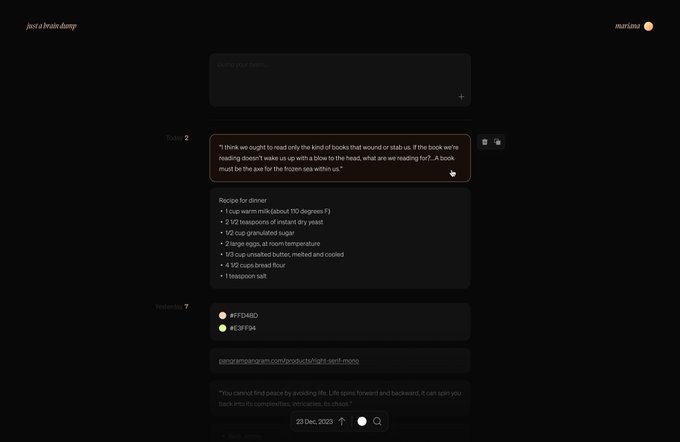 just a brain dump
mariana
Dump your brain...
Today 2
"I think we ought to read only the kind of books that wound or stab us. If the book we're
reading doesn't wake us up with a blow to the head, what are we reading for?...A book
must be the axe for the frozen sea within us."
Recipe for dinner
• 1 cup warm milk (about 110 degrees F)
• 2 1/2 teaspoons of instant dry yeast
• 1/2 cup granulated sugar
• 2 large eggs, at room temperature
• 1/3 cup unsalted butter, melted and cooled
• 4 1/2 cups bread flour
• 1 teaspoon salt
Yesterday 7
#FFD4BD
#E3FF94
pangrampangram.com/products/right-serif-mono
"You cannot find peace by avoiding life. Life spins forward and backward, it can spin you
back into its complexities, intricacies, its chaos."
23 Dec, 2023